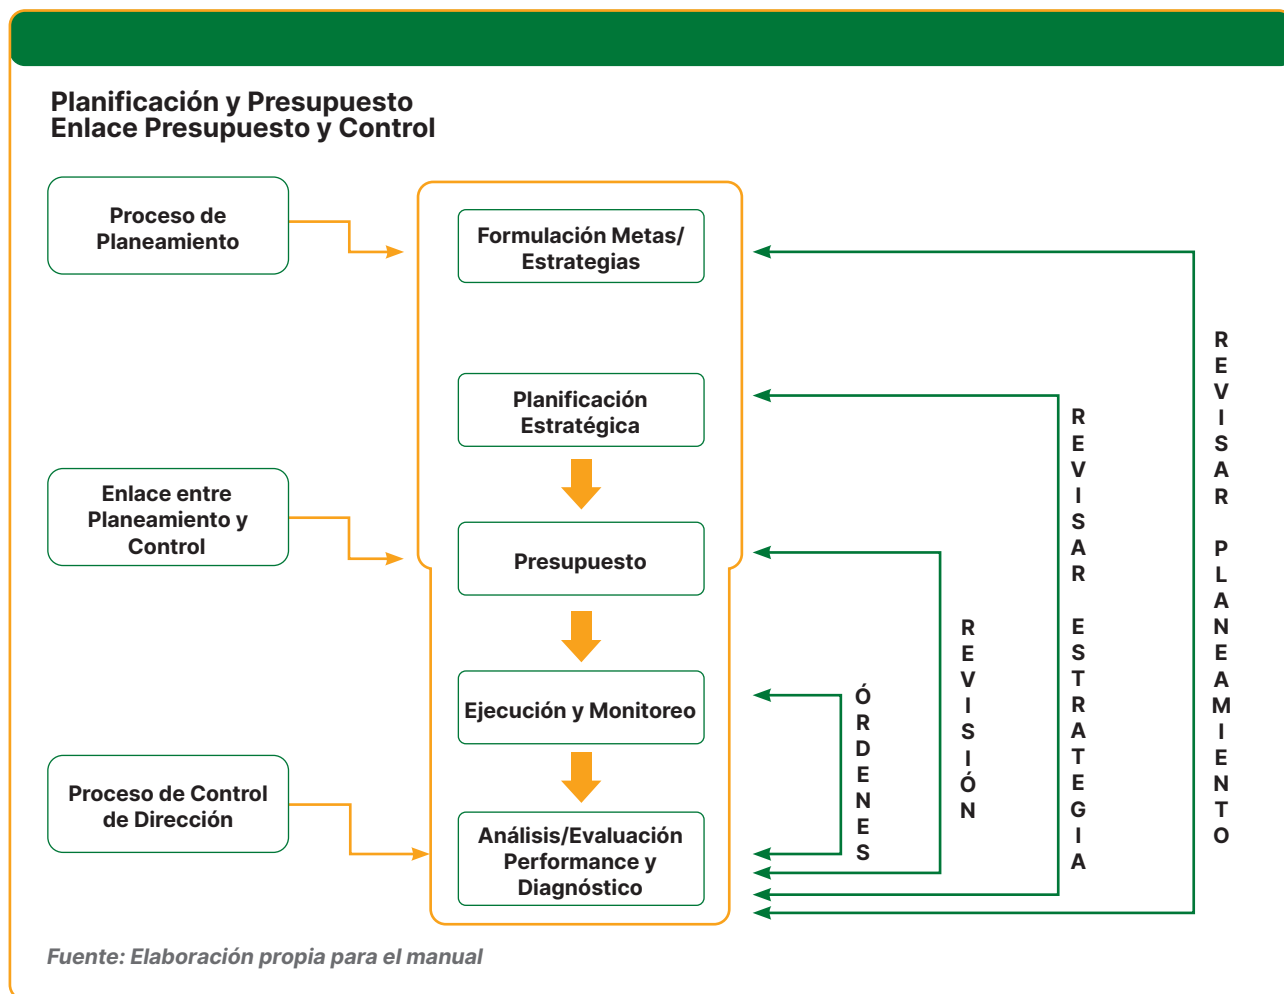 Planificación y Presupuesto
Enlace Presupuesto y Control
Proceso de
Planeamiento
Formulación Metas/
Estrategias
Planificación
Estratégica
Enlace entre
Planeamiento y
Control
Presupuesto
Ejecución y Monitoreo
Proceso de Control
de Dirección
Análisis/Evaluación
Performance y
Diagnóstico
ÓRDENES
REVISIÓN
REVISAR ESTRATEGIA
REVISAR PLANEAMIENTO
Fuente: Elaboración propia para el manual